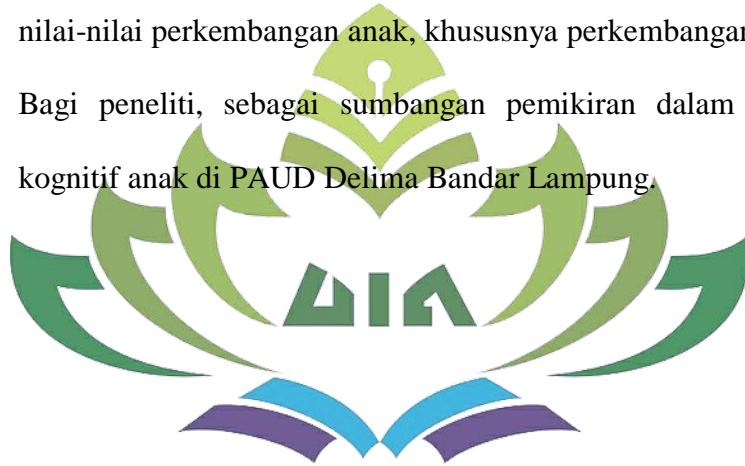 nilai-nilai perkembangan anak, khususnya perkembangan
Bagi peneliti, sebagai sumbangan pemikiran dalam
kognitif anak di PAUD Delima Bandar Lampung.